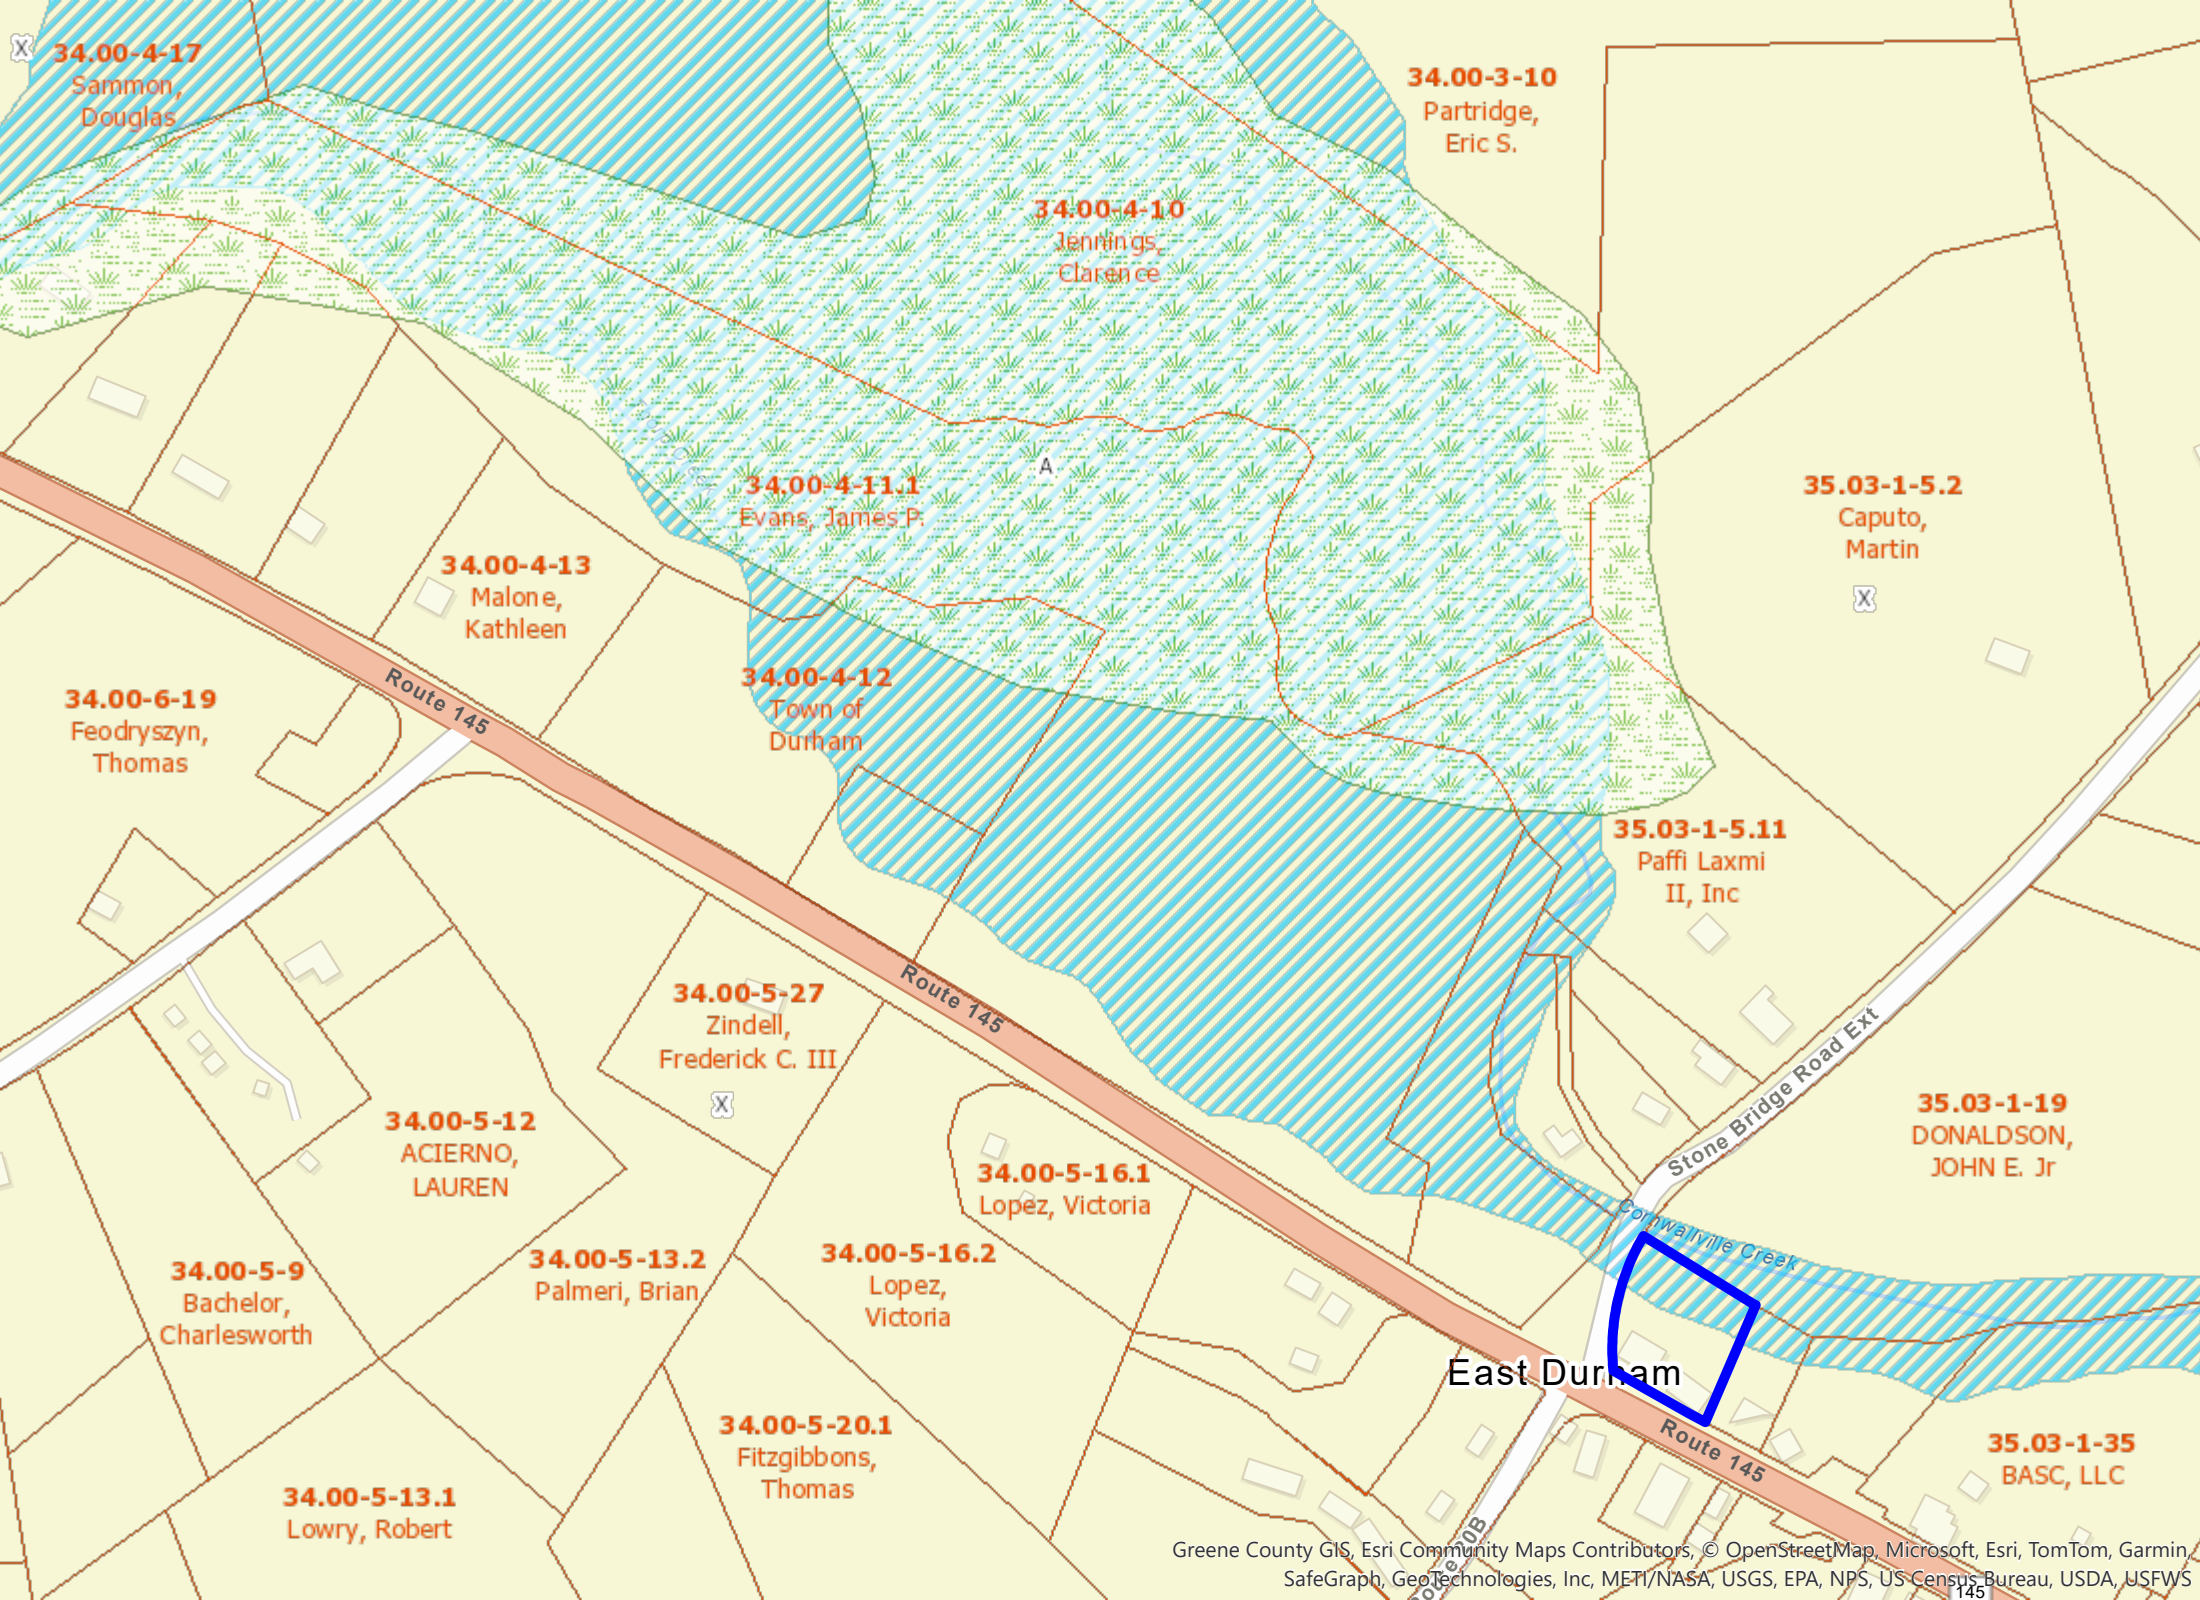 X
34.00-4-17
Sammon,
Douglas
34.00-3-10
Partridge,
Eric S.
34.00-4-10
Jennings,
Clarence
A
34.00-4-11.1
Evans, James P.
35.03-1-5.2
Caputo,
Martin
X
34.00-4-13
Malone,
Kathleen
34.00-6-19
Feodryszyn,
Thomas
Route 145
34.00-4-12
Town of
Durham
35.03-1-5.11
Paffi Laxmi
II, Inc
34.00-5-27
Zindell,
Frederick C. III
X
Route 145
Stone Bridge Road Ext
34.00-5-12
ACIERNO,
LAUREN
34.00-5-16.1
Lopez, Victoria
35.03-1-19
DONALDSON,
JOHN E. Jr
Cornwallville Creek
34.00-5-9
Bachelor,
Charlesworth
34.00-5-13.2
Palmeri, Brian
34.00-5-16.2
Lopez,
Victoria
East Durham
34.00-5-20.1
Fitzgibbons,
Thomas
Route 145
35.03-1-35
BASC, LLC
34.00-5-13.1
Lowry, Robert
Greene County GIS, Esri Community Maps Contributors, © OpenStreetMap, Microsoft, Esri, TomTom, Garmin,
SafeGraph, GeoTechnologies, Inc, METI/NASA, USGS, EPA, NPS, US Census Bureau, USDA, USFWS
145